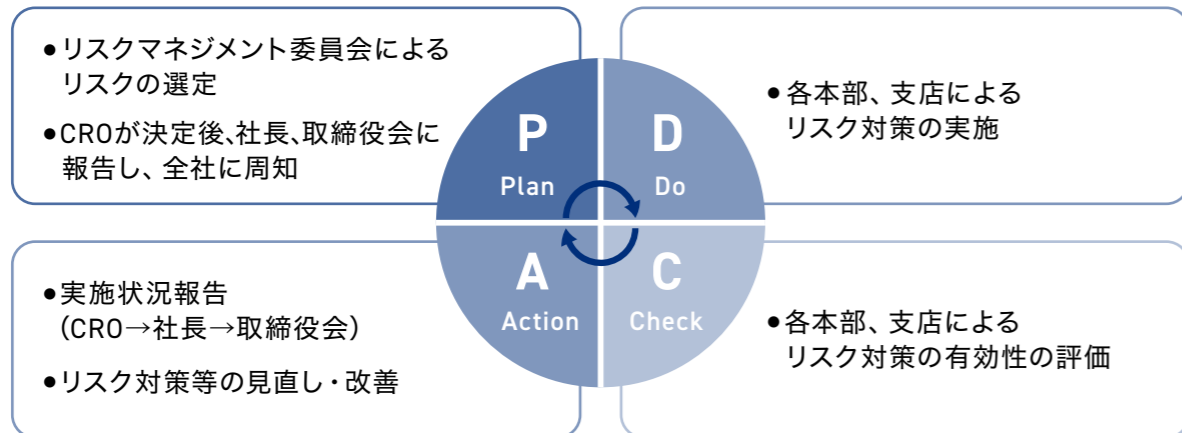 ●リスクマネジメント委員会による
リスクの選定
●CROが決定後、社長、取締役会に
報告し、全社に周知
P
Plan
D
Do
●各本部、支店による
リスク対策の実施
●実施状況報告
（CRO→社長→取締役会）
●リスク対策等の見直し・改善
A
Action
C
Check
●各本部、支店による
リスク対策の有効性の評価